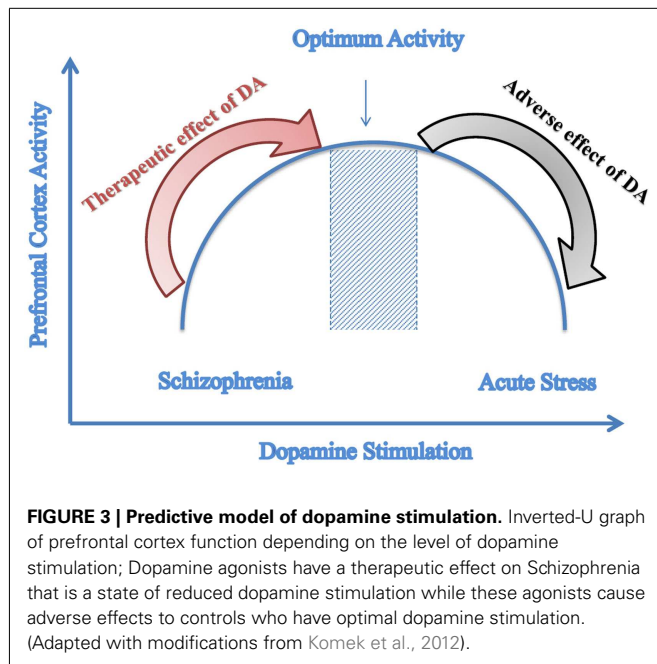 Optimum Activity
Therapeutic effect of DA
Adverse effect of DA
Prefrontal Cortex Activity
Schizophrenia
Acute Stress
Dopamine Stimulation
FIGURE 3 | Predictive model of dopamine stimulation. Inverted-U graph
of prefrontal cortex function depending on the level of dopamine
stimulation; Dopamine agonists have a therapeutic effect on Schizophrenia
that is a state of reduced dopamine stimulation while these agonists cause
adverse effects to controls who have optimal dopamine stimulation.
(Adapted with modifications from Komek et al., 2012).